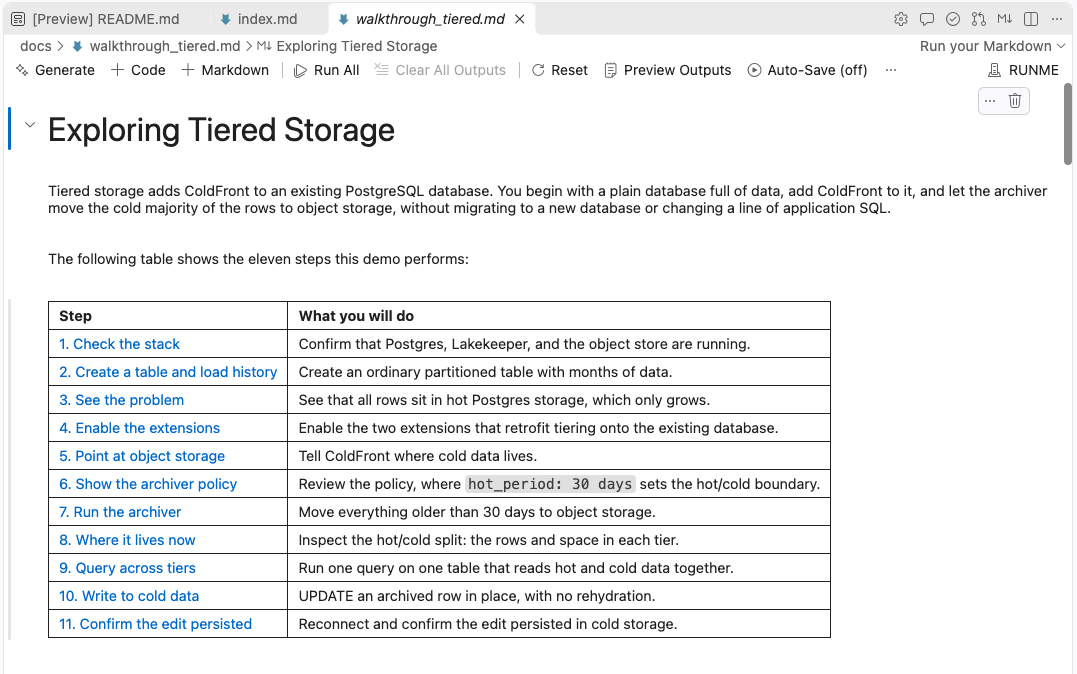 [Preview] README.md
index.md
walkthrough_tiered.md
docs > walkthrough_tiered.md > Exploring Tiered Storage
Run your Markdown
Generate
Code
Markdown
Run All
Clear All Outputs
Reset
Preview Outputs
Auto-Save (off)
RUNME
Exploring Tiered Storage
Tiered storage adds ColdFront to an existing PostgreSQL database. You begin with a plain database full of data, add ColdFront to it, and let the archiver
move the cold majority of the rows to object storage, without migrating to a new database or changing a line of application SQL.
The following table shows the eleven steps this demo performs:
Step What you will do
1. Check the stack Confirm that Postgres, Lakekeeper, and the object store are running.
2. Create a table and load history Create an ordinary partitioned table with months of data.
3. See the problem See that all rows sit in hot Postgres storage, which only grows.
4. Enable the extensions Enable the two extensions that retrofit tiering onto the existing database.
5. Point at object storage Tell ColdFront where cold data lives.
6. Show the archiver policy Review the policy, where hot_period: 30 days sets the hot/cold boundary.
7. Run the archiver Move everything older than 30 days to object storage.
8. Where it lives now Inspect the hot/cold split: the rows and space in each tier.
9. Query across tiers Run one query on one table that reads hot and cold data together.
10. Write to cold data UPDATE an archived row in place, with no rehydration.
11. Confirm the edit persisted Reconnect and confirm the edit persisted in cold storage.